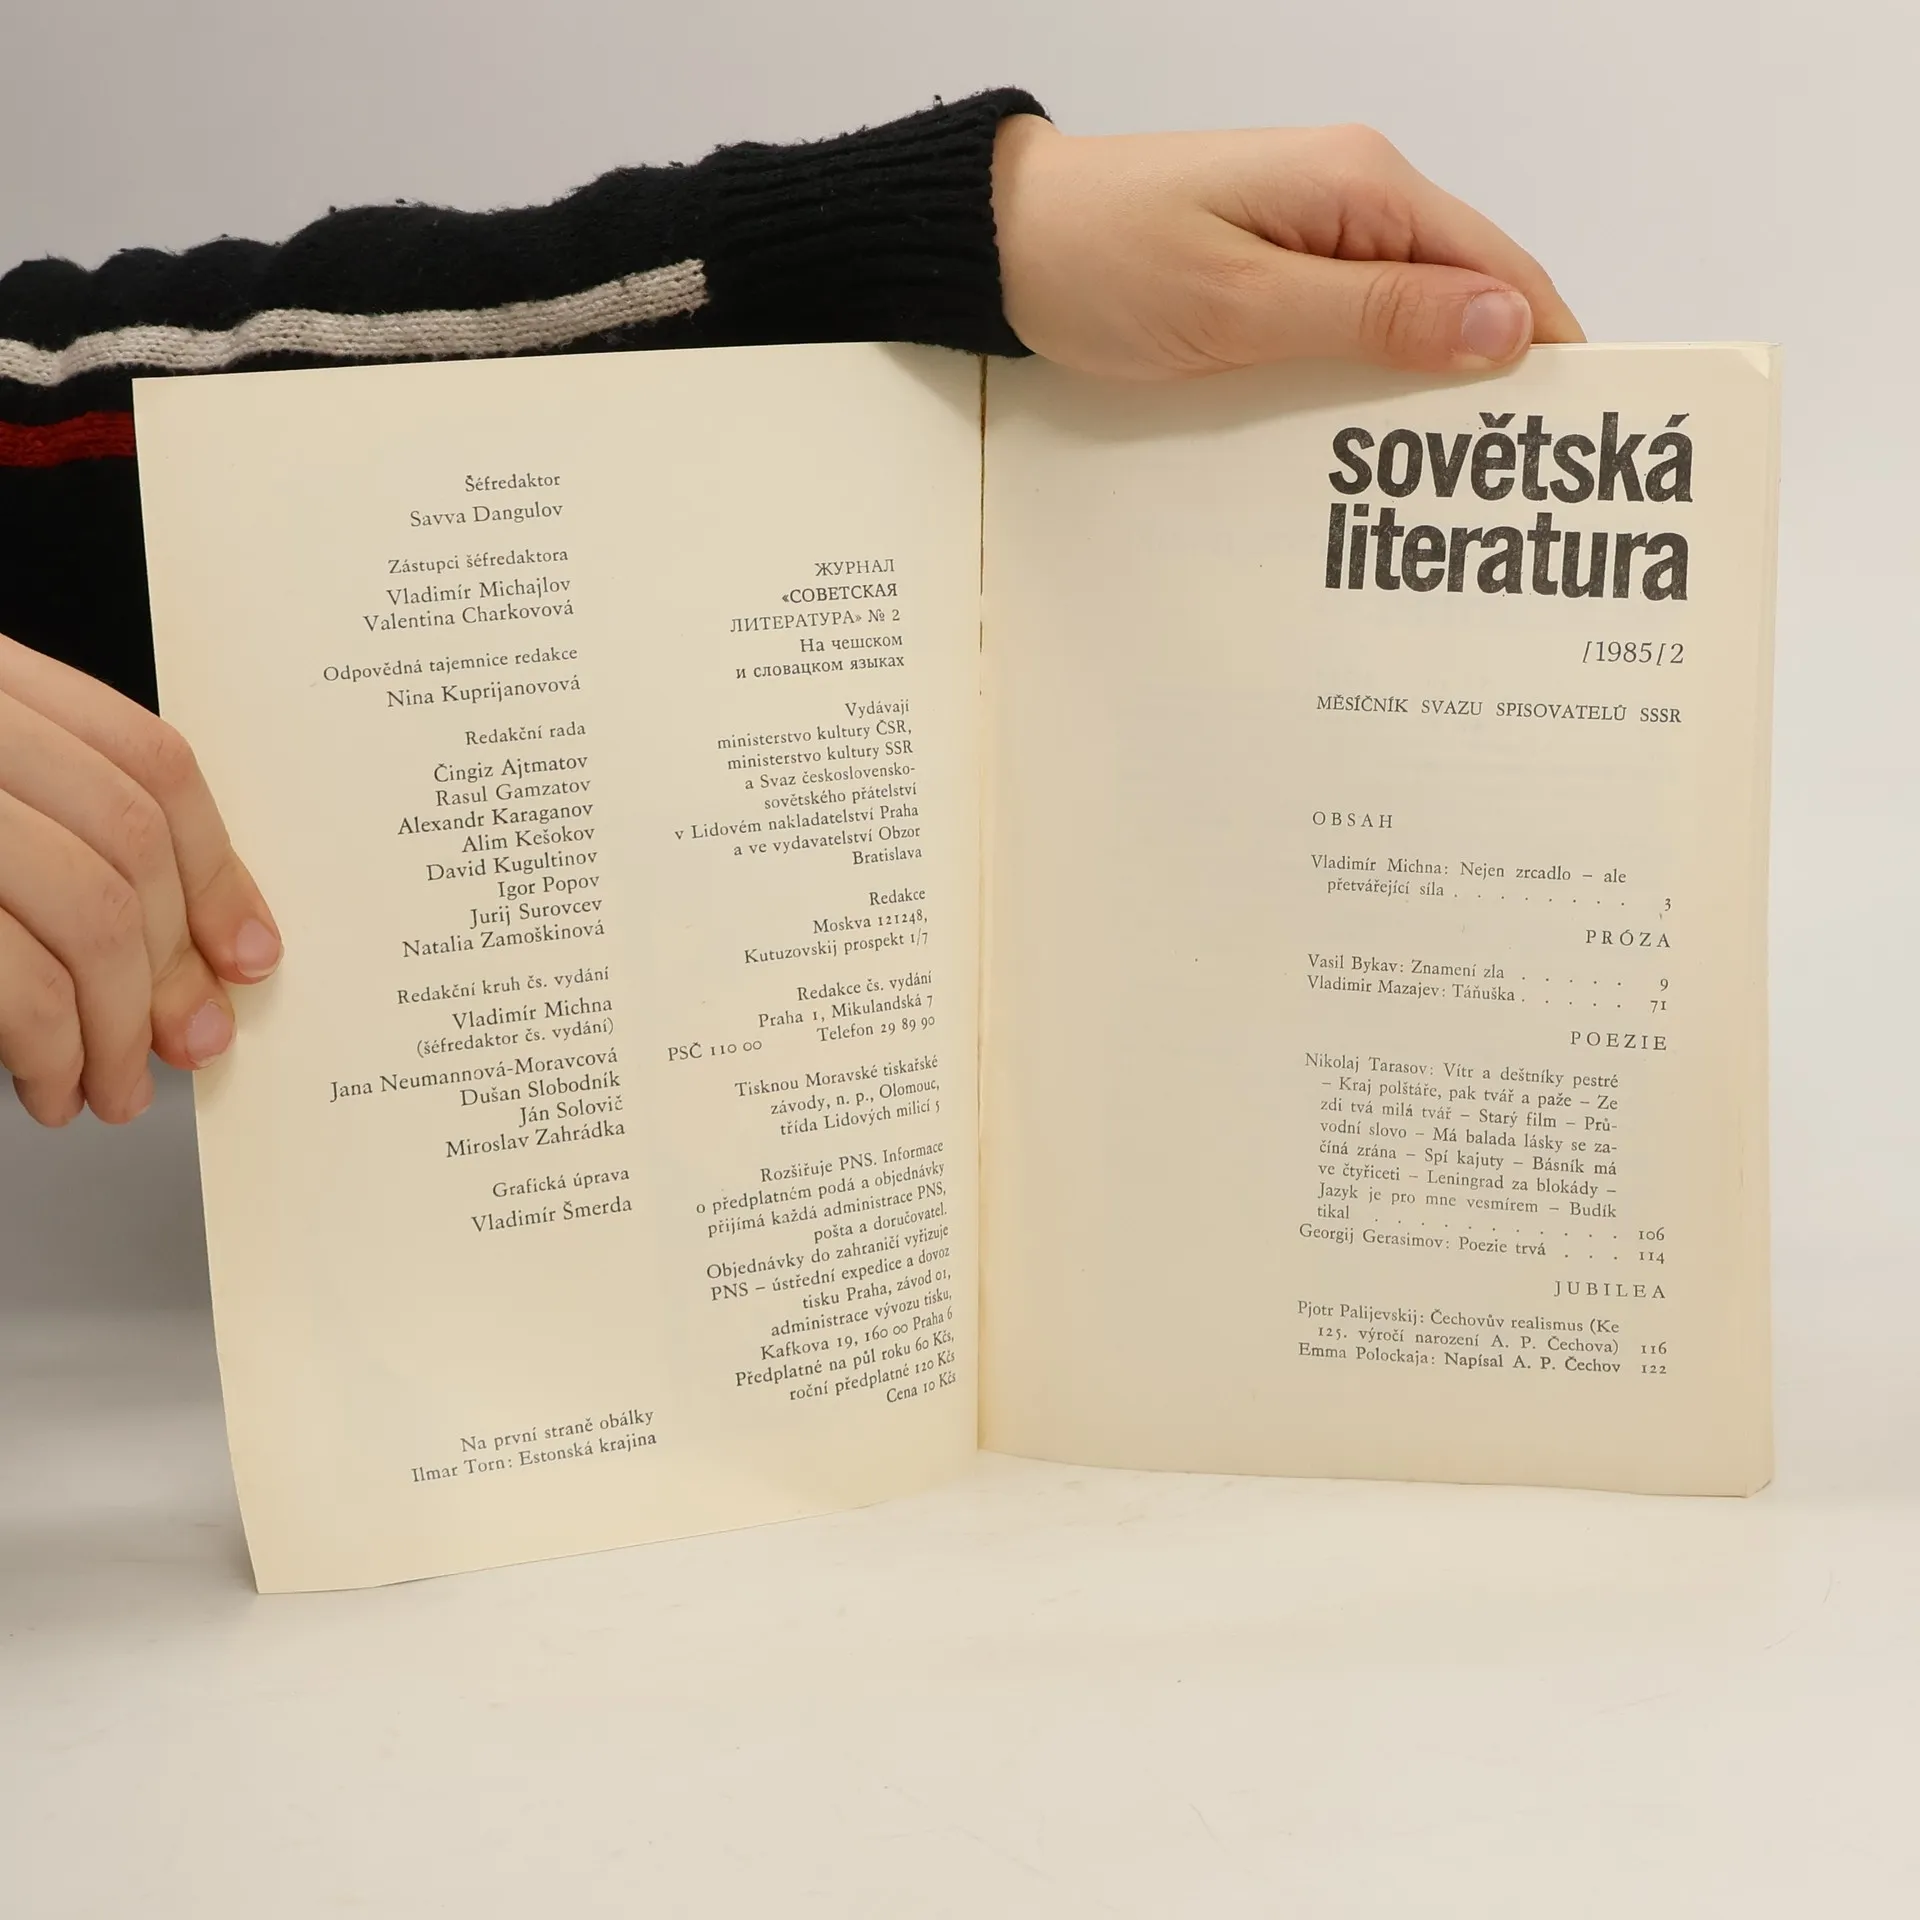 Šéfredaktor
Savva Dangulov
Zástupci šéfredaktora
Vladimír Michajlov
Valentina Charkovová
Odpovědná tajemnice redakce
Nina Kuprijanovová
Redakční rada
Čingiz Ajtmatov
Rasul Gamzatov
Alexandr Karaganov
Alim Kešokov
David Kugultinov
Igor Popov
Jurij Surovcev
Natalia Zamoškinová
Redakční kruh čs. vydání
Vladimír Michna
(šéfredaktor čs. vydání)
Jana Neumannová-Moravcová
Dušan Slobodník
Ján Solovič
Miroslav Zahrádka
Grafická úprava
Vladimír Šmerda
Na první straně obálky
Ilmar Torn: Estonská krajina
ЖУРНАЛ
«СОВЕТСКАЯ
ЛИТЕРАТУРА» № 2
На чешском
и словацком языках
Vydávají
ministerstvo kultury ČSR,
ministerstvo kultury SSR
a Svaz československo-
sovětského přátelství
v Lidovém nakladatelství Praha
a ve vydavatelství Obzor
Bratislava
Redakce
Moskva 121248,
Kutuzovskij prospekt 1/7
Redakce čs. vydání
Praha 1, Mikulandská 7
Telefon 29 89 90
PSČ 110 00
Tisknou Moravské tiskařské
závody, n. p., Olomouc,
třída Lidových milicí 5
Rozšiřuje PNS. Informace
o předplatném podá a objednávky
přijímá každá administrace PNS,
pošta a doručovatel.
Objednávky do zahraničí vyřizuje
PNS – ústřední expedice a dovoz
tisku Praha, závod 01,
administrace vývozu tisku,
Kafkova 19, 160 00 Praha 6
Předplatné na půl roku 60 Kčs,
roční předplatné 120 Kčs
Cena 10 Kčs
sovětská
literatura
/1985/2
MĚSÍČNÍK SVAZU SPISOVATELŮ SSSR
OBSAH
Vladimír Michna: Nejen zrcadlo – ale
přetvářející síla . . . . . . . . 3
PRÓZA
Vasil Bykav: Znamení zla . . . . . 9
Vladimir Mazajev: Táňuška . . . . . 71
POEZIE
Nikolaj Tarasov: Vítr a deštníky pestré
– Kraj polštáře, pak tvář a paže – Ze
zdi tvá milá tvář – Starý film – Prů-
vodní slovo – Má balada lásky se za-
číná zrána – Spí kajuty – Básník má
ve čtyřiceti – Leningrad za blokády –
Jazyk je pro mne vesmírem – Budík
tikal . . . . . . . . . . . 106
Georgij Gerasimov: Poezie trvá . . . 114
JUBILEA
Pjotr Palijevskij: Čechovův realismus (Ke
125. výročí narození A. P. Čechova) 116
Emma Polockaja: Napísal A. P. Čechov 122